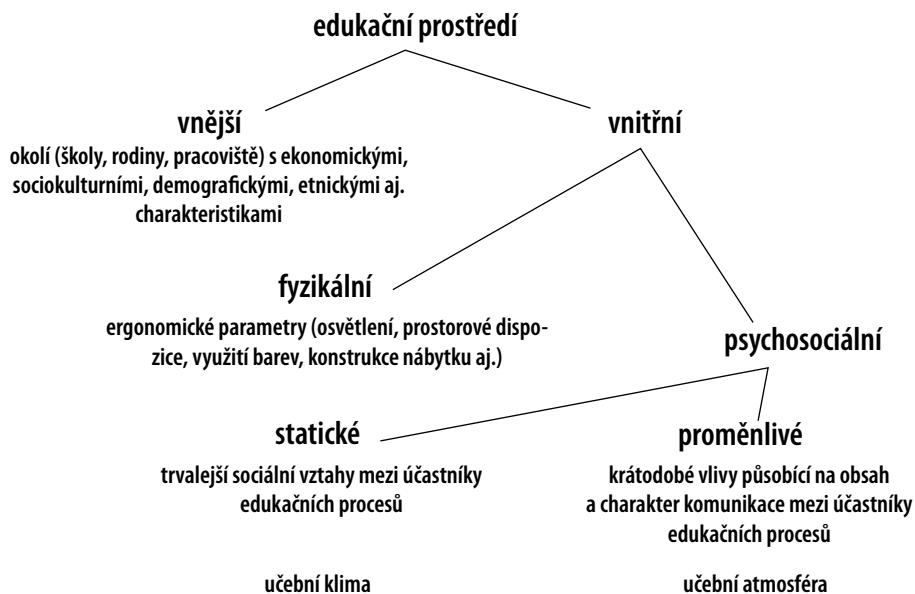 edukační prostředí
vnější
okolí (školy, rodiny, pracoviště) s ekonomickými,
sociokulturními, demografickými, etnickými aj.
charakteristikami
vnitřní
fyzikální
ergonomické parametry (osvětlení, prostorové dispo-
zice, využití barev, konstrukce nábytku aj.)
psychosociální
statické
trvalejší sociální vztahy mezi účastníky
edukačních procesů
učební klima
proměnlivé
krátodobé vlivy působící na obsah
a charakter komunikace mezi účastníky
edukačních procesů
učební atmosféra